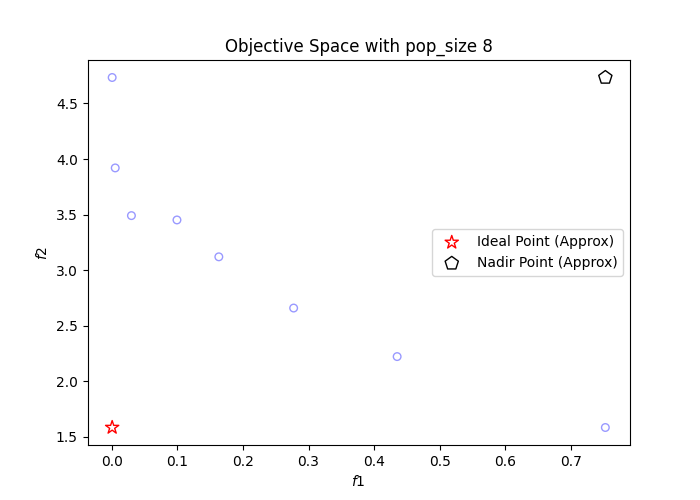 Objective Space with pop_size 8
4.5
4.0
3.5
3.0
2.5
2.0
1.5
f2
Ideal Point (Approx)
Nadir Point (Approx)
0.0 0.1 0.2 0.3 0.4 0.5 0.6 0.7
f1